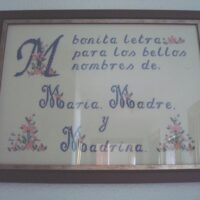 M bonita letra:
para los bellos
nombres de.
Maria, Madre,
y
Madrina.